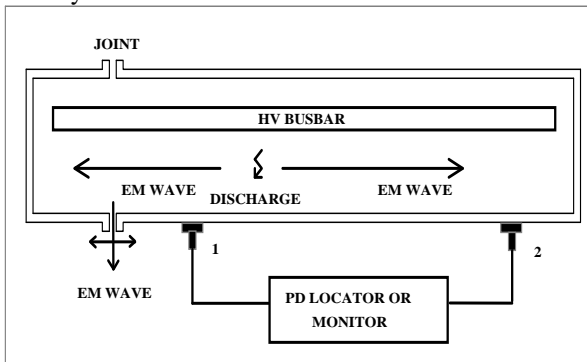 JOINT
HV BUSBAR
EM WAVE
DISCHARGE
EM WAVE
1
2
EM WAVE
PD LOCATOR OR
MONITOR